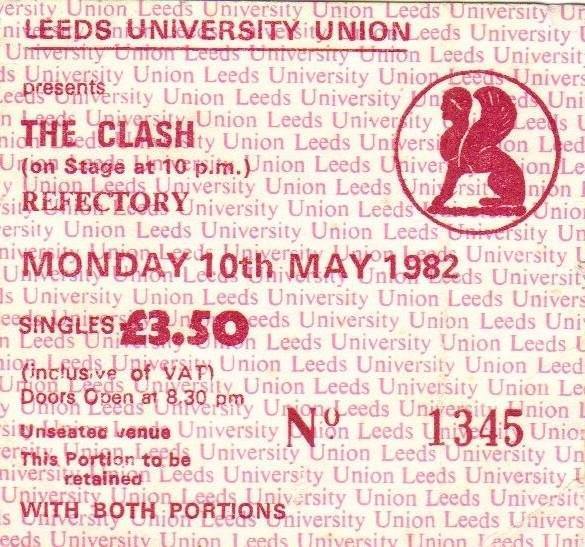 LEEDS UNIVERSITY UNION
presents
THE CLASH
(on Stage at 10 p.m.)
REFECTORY
MONDAY 10th MAY 1982
SINGLES £3.50
(inclusive of VAT)
Doors Open at 8.30 pm
Unseated venue
Nº 1345
This Portion to be
retained
WITH BOTH PORTIONS